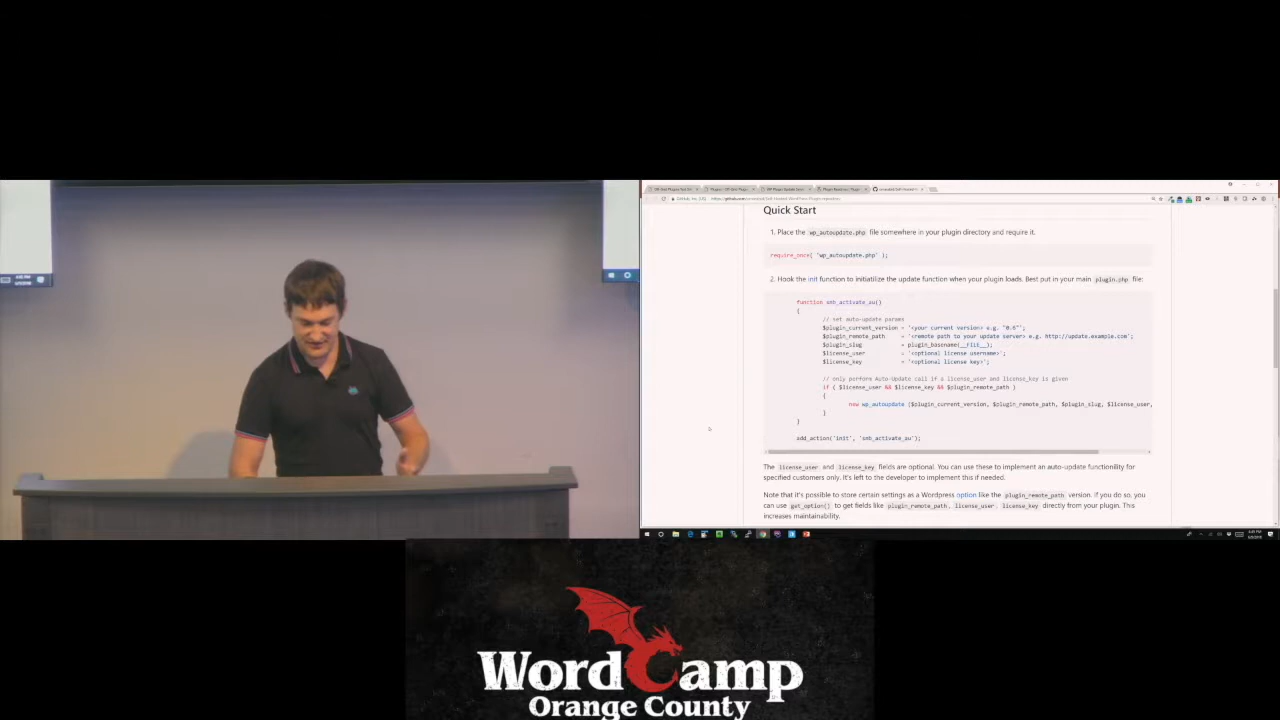 Quick Start
1. Place the wp_autoupdate.php file somewhere in your plugin directory and require it.
require_once( 'wp_autoupdate.php' );
2. Hook the init function to initiatilize the update function when your plugin loads. Best put in your main plugin.php file:
function snb_activate_au()
{
// set auto-update params
$plugin_current_version = '<your current version> e.g. "0.6"';
$plugin_remote_path = '<remote path to your update server> e.g. http://update.example.com';
$plugin_slug = plugin_basename(__FILE__);
$license_user = '<optional license username>';
$license_key = '<optional license key>';
// only perform Auto-Update call if a license_user and license_key is given
if ( $license_user && $license_key && $plugin_remote_path )
{
new wp_autoupdate ($plugin_current_version, $plugin_remote_path, $plugin_slug, $license_user,
}
}
add_action('init', 'snb_activate_au');
The license_user and license_key fields are optional. You can use these to implement an auto-update functionility for
specified customers only. It's left to the developer to implement this if needed.
Note that it's possible to store certain settings as a Wordpress option like the plugin_remote_path version. If you do so, you
can use get_option() to get fields like plugin_remote_path, license_user, license_key directly from your plugin. This
increases maintainability.
WordCamp
Orange County